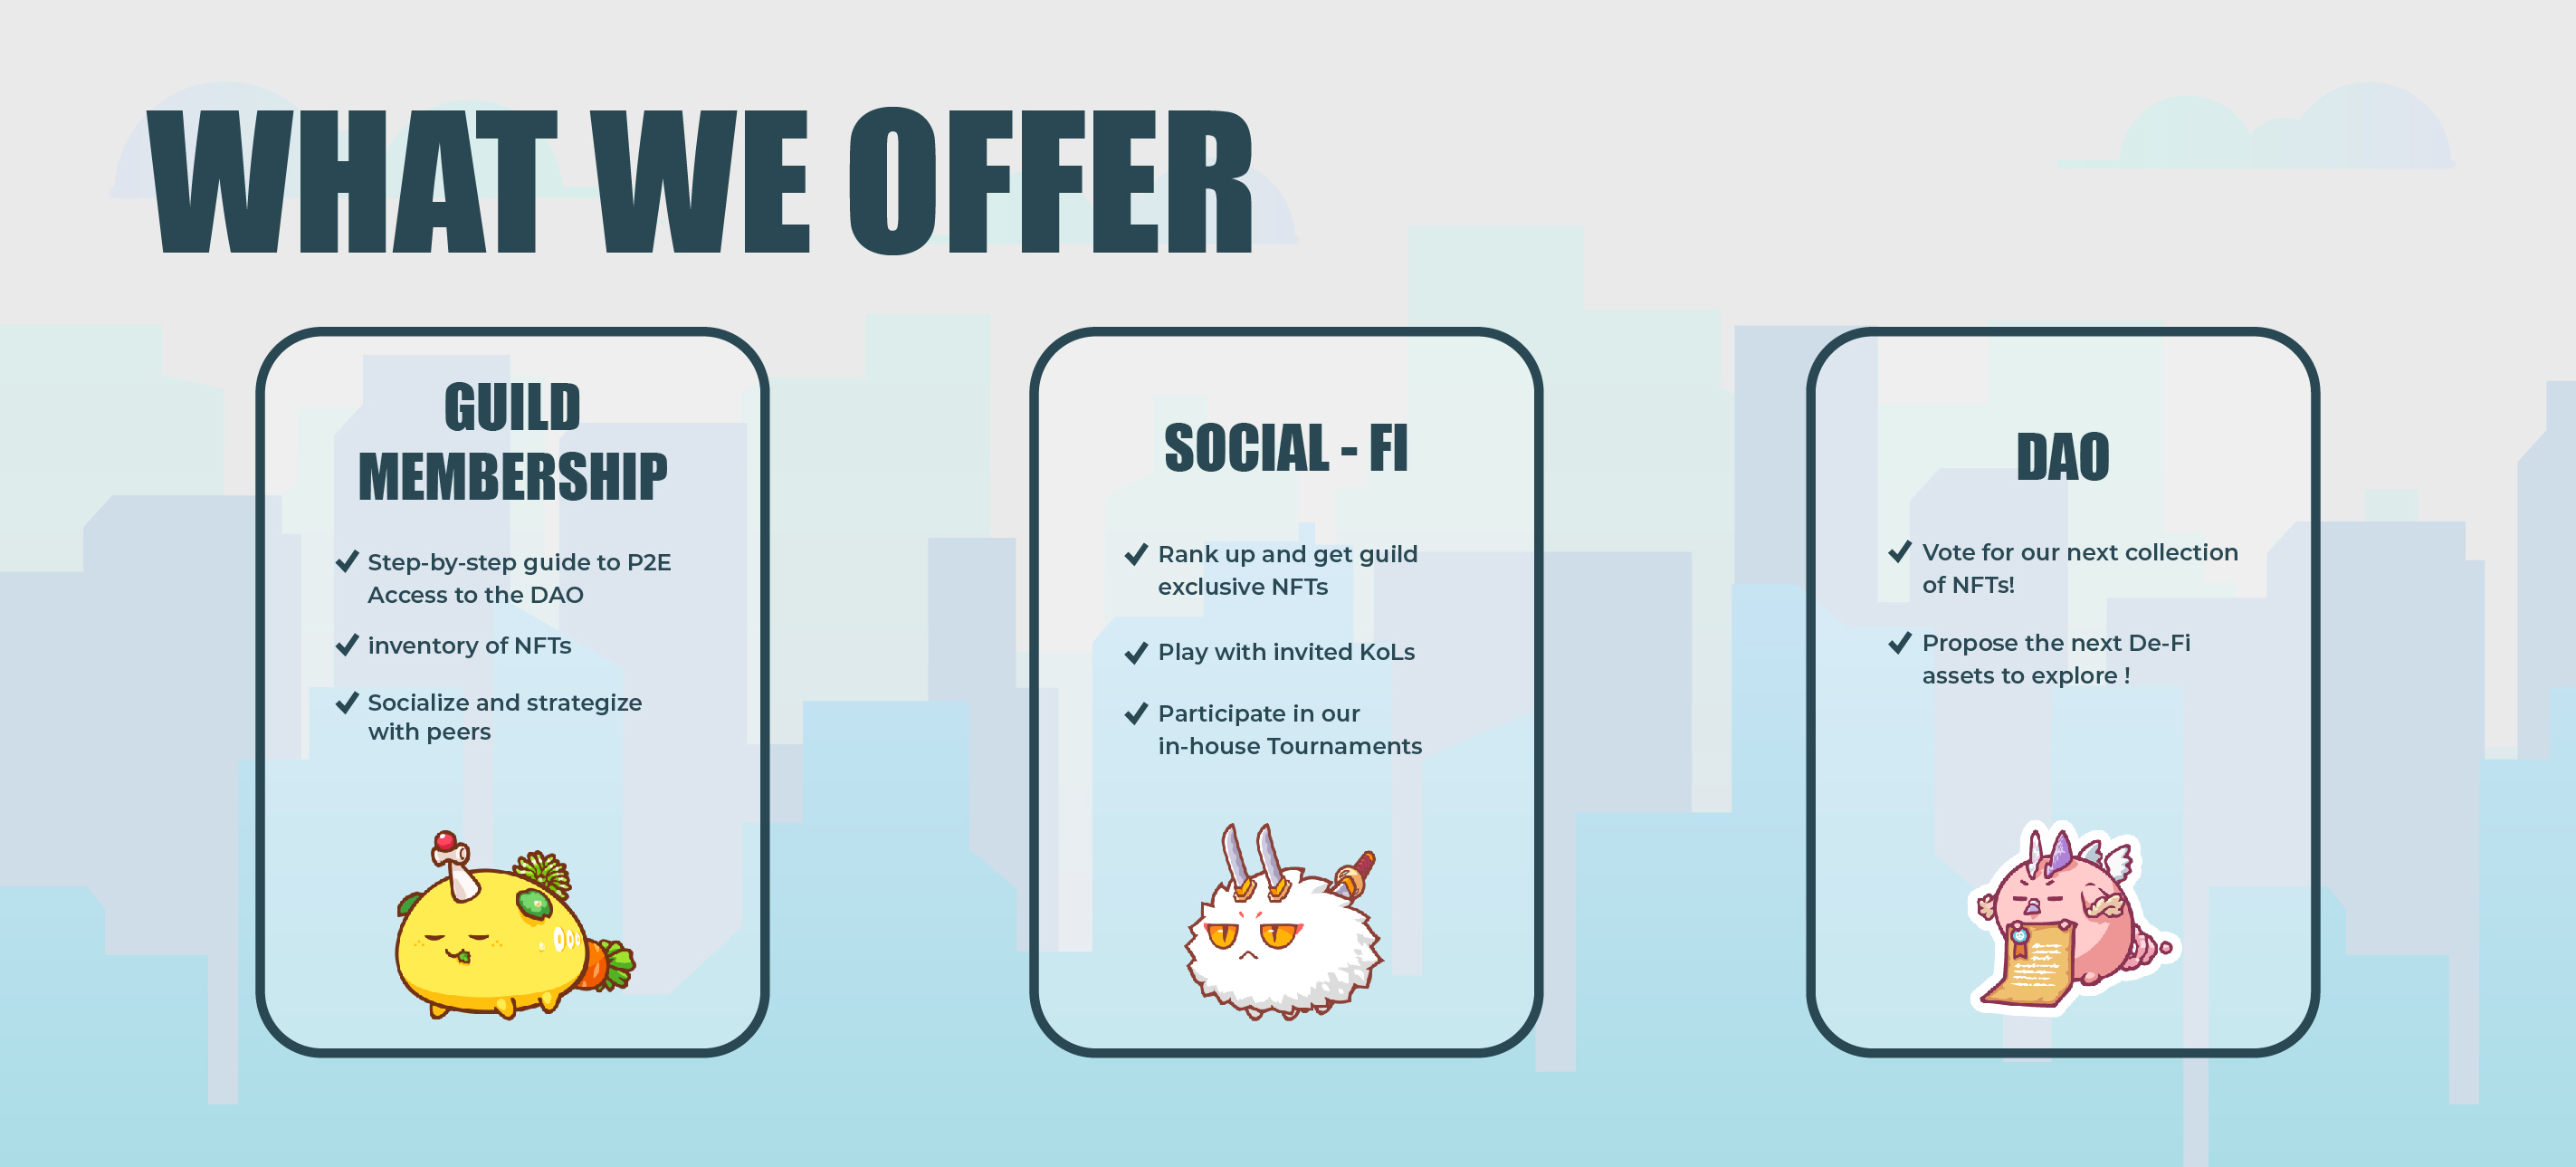 WHAT WE OFFER
GUILD
MEMBERSHIP
Step-by-step guide to P2E
Access to the DAO
inventory of NFTs
Socialize and strategize
with peers
SOCIAL - FI
Rank up and get guild
exclusive NFTs
Play with invited KoLs
Participate in our
in-house Tournaments
DAO
Vote for our next collection
of NFTs!
Propose the next De-Fi
assets to explore !